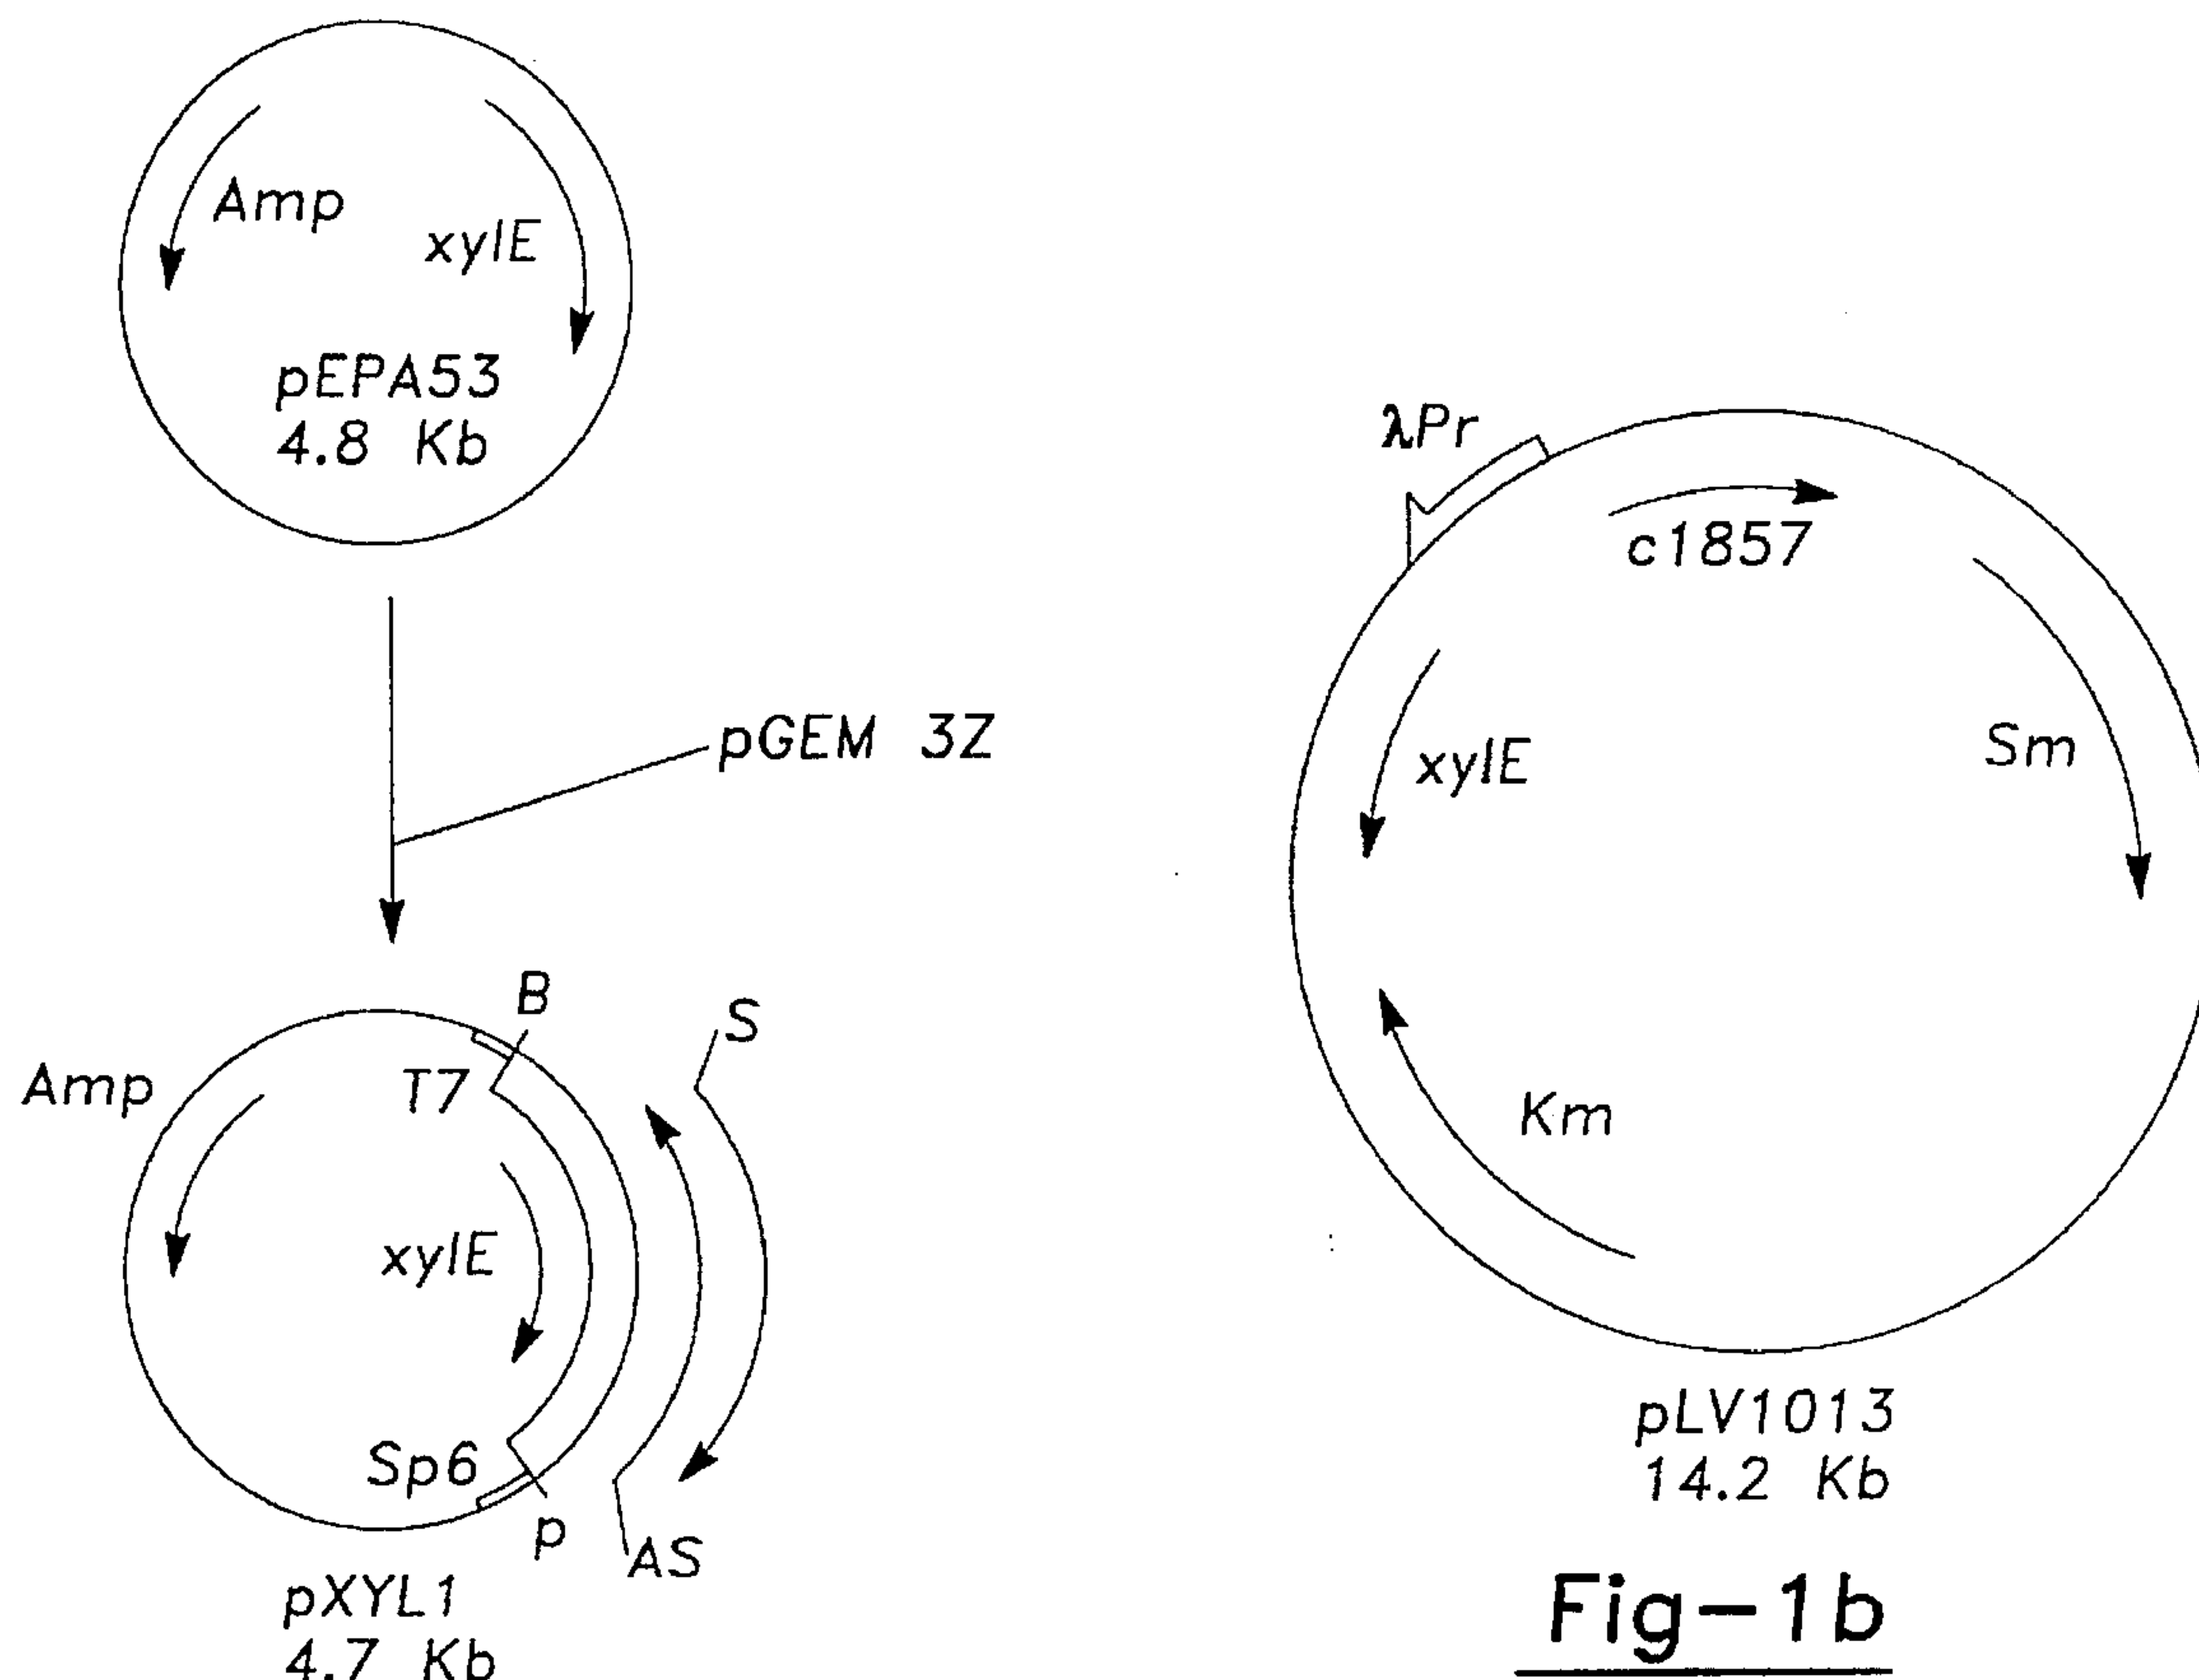 Amp
xylE
pEPA53
4.8 Kb
pGEM 3Z
B
S
Amp
T7
xylE
Sp6
p
AS
pXYL1
4.7 Kb
λPr
c1857
xylE
Sm
Km
pLV1013
14.2 Kb
Fig-1b